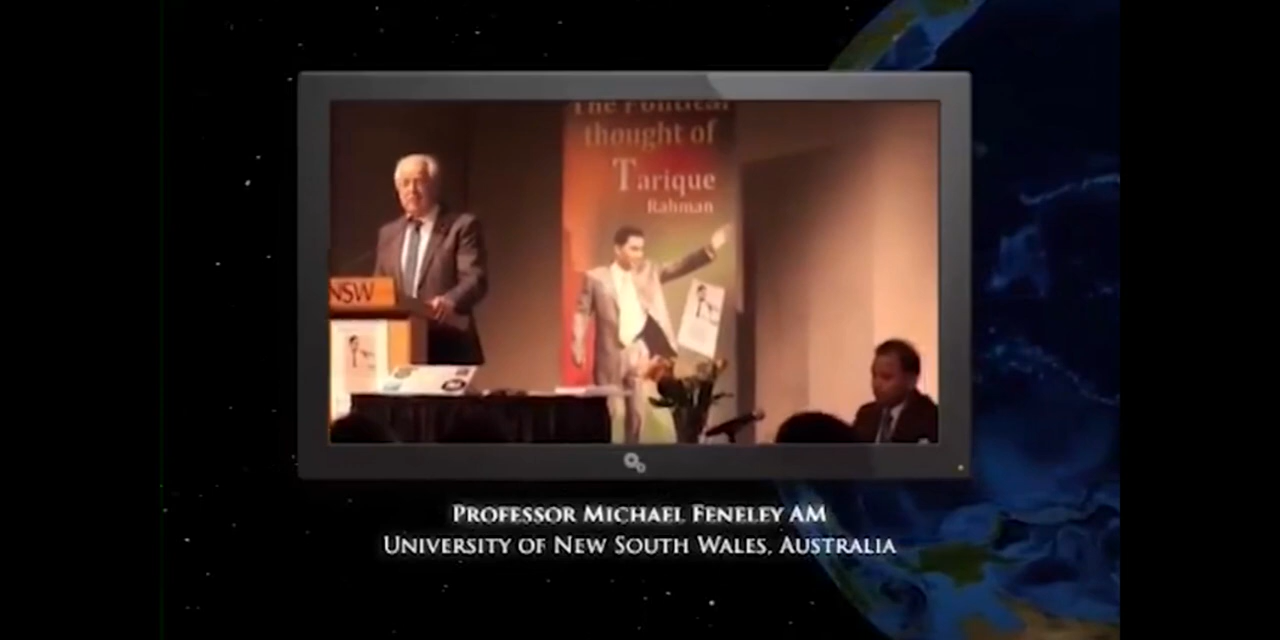 The Political
thought of
Tarique
Rahman
NSW
PROFESSOR MICHAEL FENELEY AM
UNIVERSITY OF NEW SOUTH WALES, AUSTRALIA